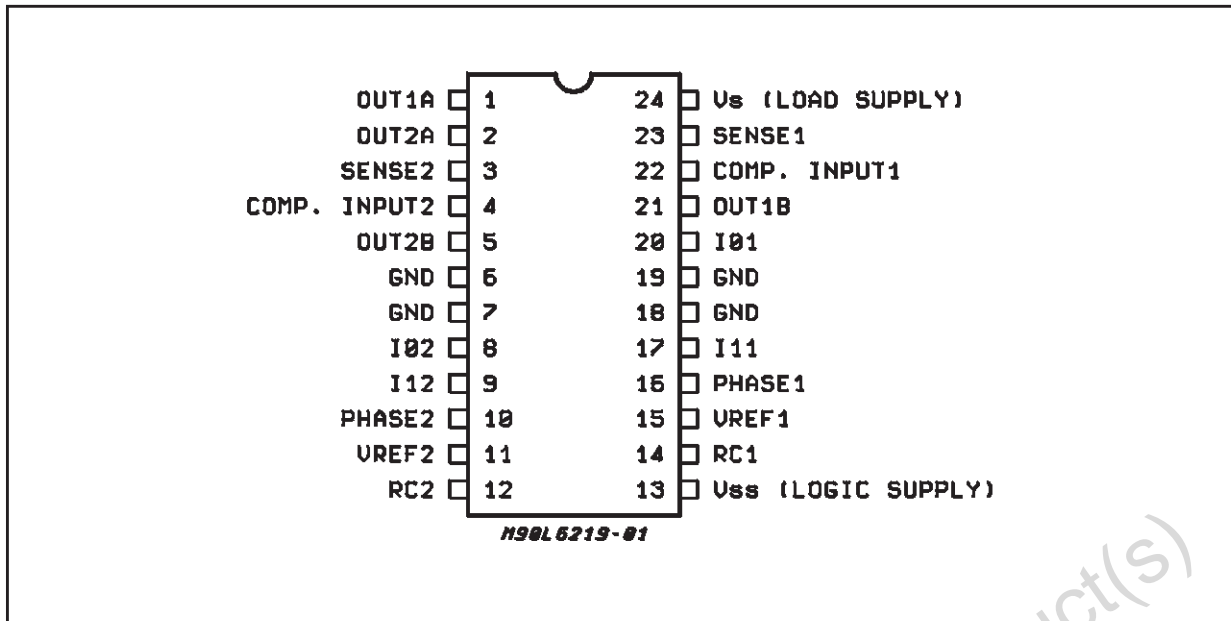 OUT1A 1 24 Vs (LOAD SUPPLY)
OUT2A 2 23 SENSE1
SENSE2 3 22 COMP. INPUT1
COMP. INPUT2 4 21 OUT1B
OUT2B 5 20 I01
GND 6 19 GND
GND 7 18 GND
I02 8 17 I11
I12 9 16 PHASE1
PHASE2 10 15 VREF1
VREF2 11 14 RC1
RC2 12 13 Vss (LOGIC SUPPLY)
M90L6219-01
uct(s)